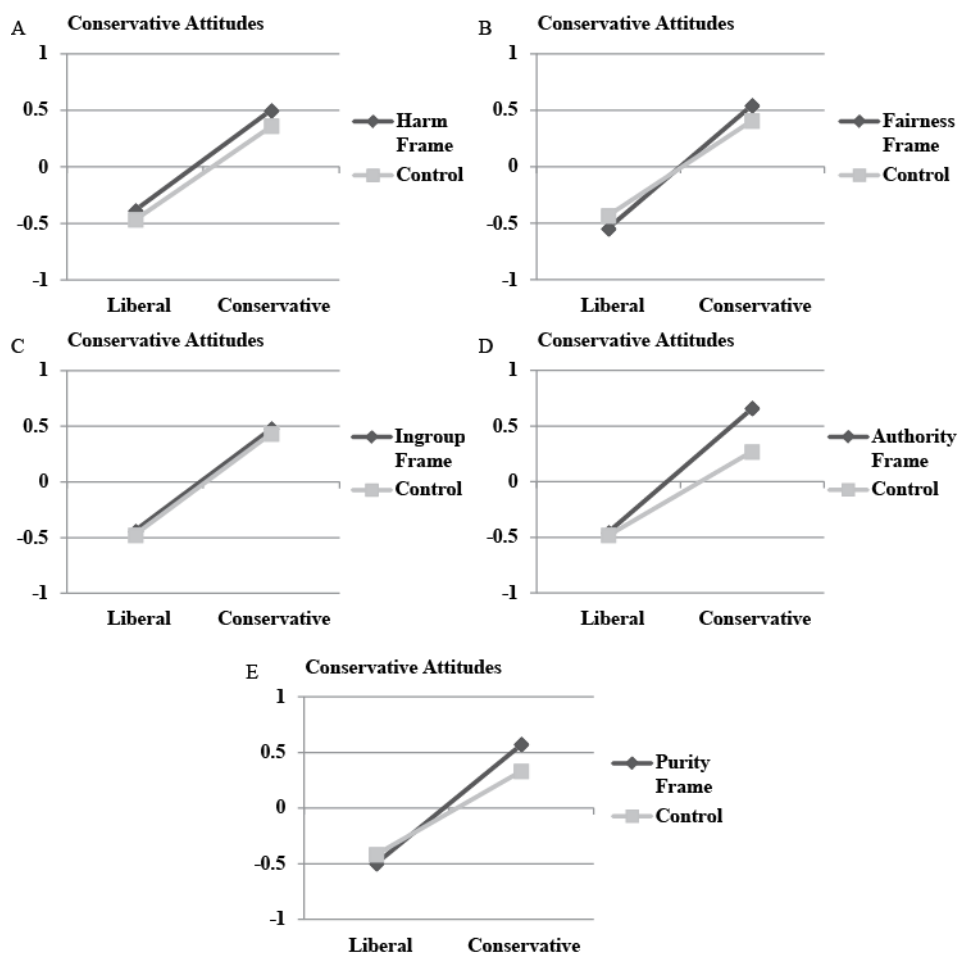 A
Conservative Attitudes
1
0.5
0
-0.5
-1
Liberal
Conservative
Harm
Frame
Control
B
Conservative Attitudes
1
0.5
0
-0.5
-1
Liberal
Conservative
Fairness
Frame
Control
C
Conservative Attitudes
1
0.5
0
-0.5
-1
Liberal
Conservative
Ingroup
Frame
Control
D
Conservative Attitudes
1
0.5
0
-0.5
-1
Liberal
Conservative
Authority
Frame
Control
E
Conservative Attitudes
1
0.5
0
-0.5
-1
Liberal
Conservative
Purity
Frame
Control